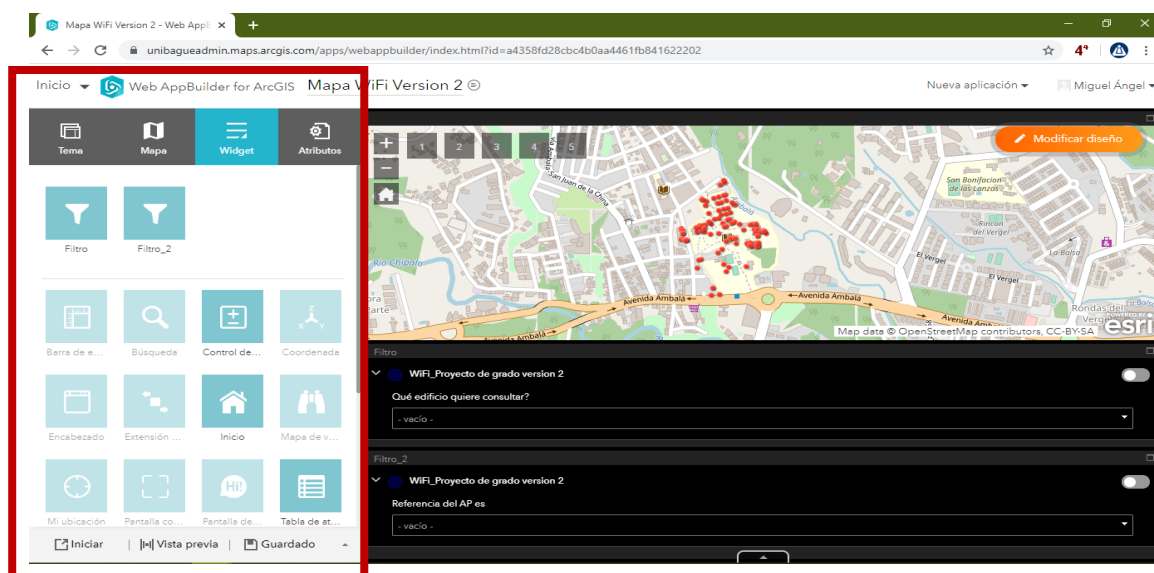 Mapa WiFi Version 2 - Web AppB
unibagueadmin.maps.arcgis.com/apps/webappbuilder/index.html?id=a4358fd28cbc4b0aa4461fb841622202
Inicio
Web AppBuilder for ArcGIS
Mapa WiFi Version 2
Nueva aplicación
Miguel Ángel
Tema
Mapa
Widget
Atributos
Filtro
Filtro_2
Barra de e...
Búsqueda
Control de...
Coordenada
Encabezado
Extensión ...
Inicio
Mapa de v...
Mi ubicación
Pantalla co...
Pantalla de...
Hi!
Tabla de at...
Iniciar
Vista previa
Guardado
1 2 3 4 5
Modificar diseño
San Juan de la China
San Bonifacion
de las Lanzas
Rincon
del Vergel
El Vergel
El Vergel
La Balsa
Río Chipalo
Avenida Ambalá
Avenida Ambalá
Avenida Ambalá
Rondas del
Map data © OpenStreetMap contributors, CC-BY-SA
POWERED BY
esri
Filtro
WiFi_Proyecto de grado version 2
Qué edificio quiere consultar?
- vacío -
Filtro_2
WiFi_Proyecto de grado version 2
Referencia del AP es
- vacío -